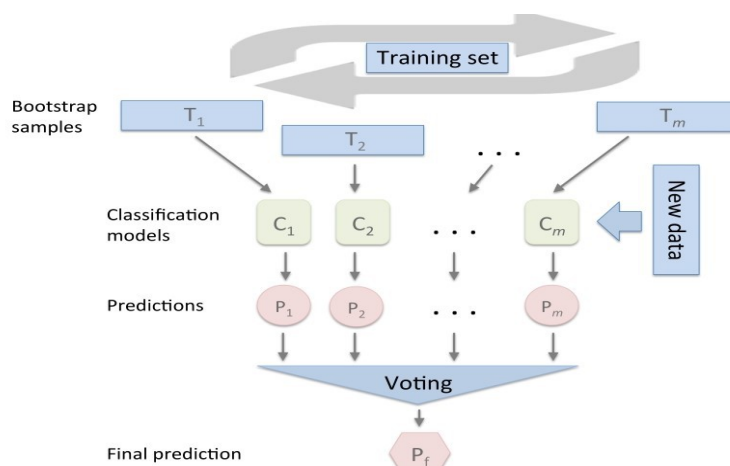 Training set
Bootstrap
samples
T1
T2
. . .
Tm
Classification
models
C1
C2
. . .
Cm
New data
Predictions
P1
P2
. . .
Pm
Voting
Final prediction
Pf